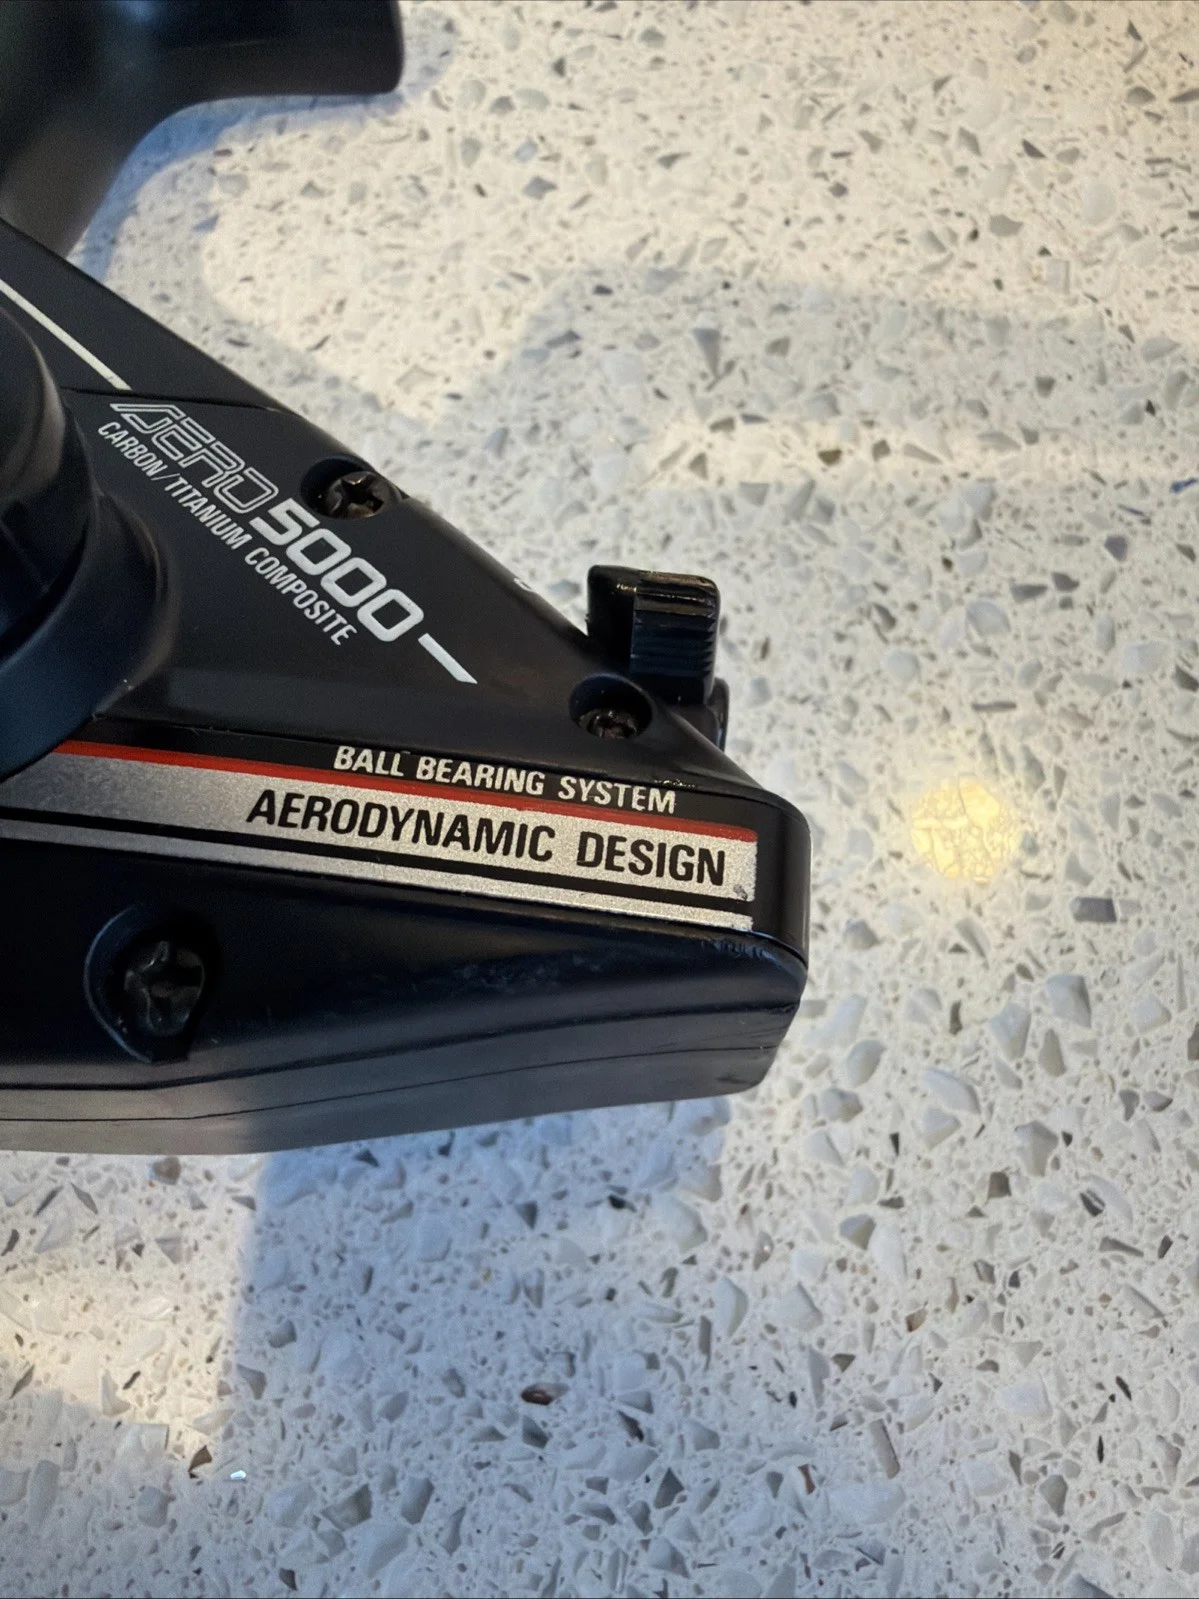 AERO 5000
CARBON/TITANIUM COMPOSITE
BALL BEARING SYSTEM
AERODYNAMIC DESIGN